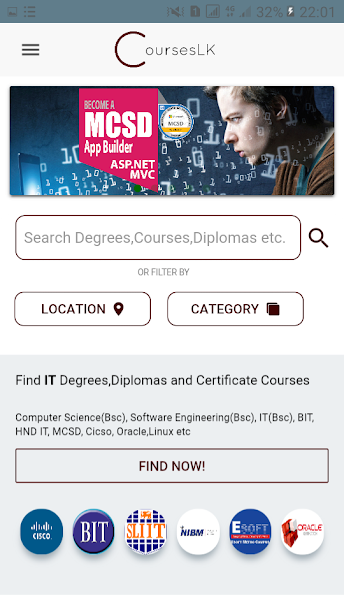 32% 22:01
CoursesLK
BECOME A
MCSD
App Builder
ASP.NET
MVC
MCSD
Search Degrees,Courses,Diplomas etc.
OR FILTER BY
LOCATION
CATEGORY
Find IT Degrees,Diplomas and Certificate Courses
Computer Science(Bsc), Software Engineering(Bsc), IT(Bsc), BIT,
HND IT, MCSD, Cicso, Oracle,Linux etc
FIND NOW!
CISCO
BIT
SLIIT
NIBM
ESOFT
ORACLE